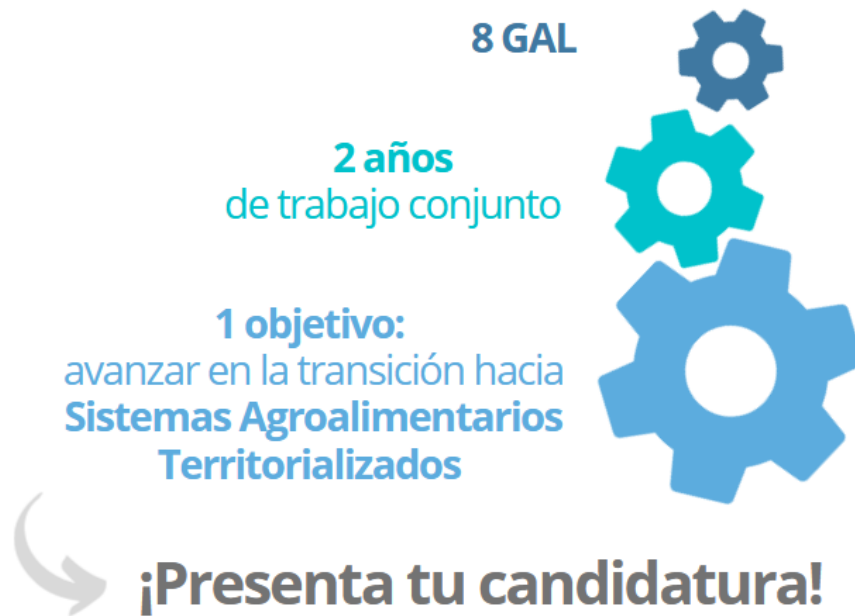 8 GAL
2 años
de trabajo conjunto
1 objetivo:
avanzar en la transición hacia
Sistemas Agroalimentarios
Territorializados
¡Presenta tu candidatura!